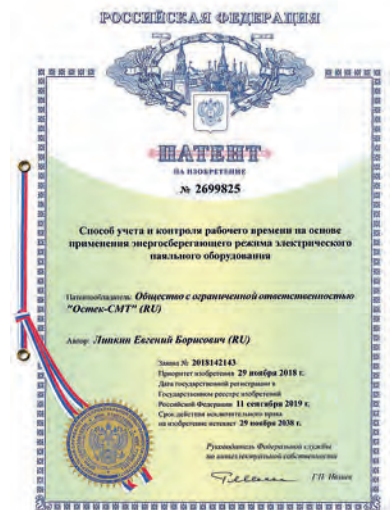 РОССИЙСКАЯ ФЕДЕРАЦИЯ
ПАТЕНТ
НА ИЗОБРЕТЕНИЕ
№ 2699825
Способ учета и контроля рабочего времени на основе
применения энергосберегающего режима электрического
паяльного оборудования
Патентообладатель: Общество с ограниченной ответственностью
"Остек-СМТ" (RU)
Автор: Липкин Евгений Борисович (RU)
Заявка № 2018142143
Приоритет изобретения 29 ноября 2018 г.
Дата государственной регистрации в
Государственном реестре изобретений
Российской Федерации 11 сентября 2019 г.
Срок действия исключительного права
на изобретение истекает 29 ноября 2038 г.
Руководитель Федеральной службы
по интеллектуальной собственности
Г.П. Ивлиев